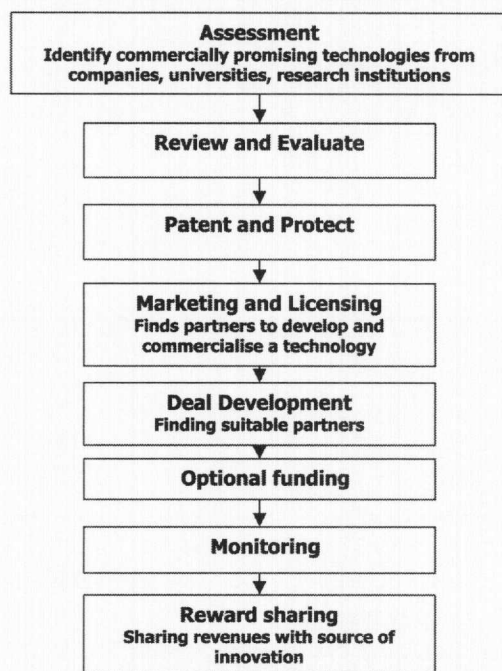 Assessment
Identify commercially promising technologies from
companies, universities, research institutions
Review and Evaluate
Patent and Protect
Marketing and Licensing
Finds partners to develop and
commercialise a technology
Deal Development
Finding suitable partners
Optional funding
Monitoring
Reward sharing
Sharing revenues with source of
innovation